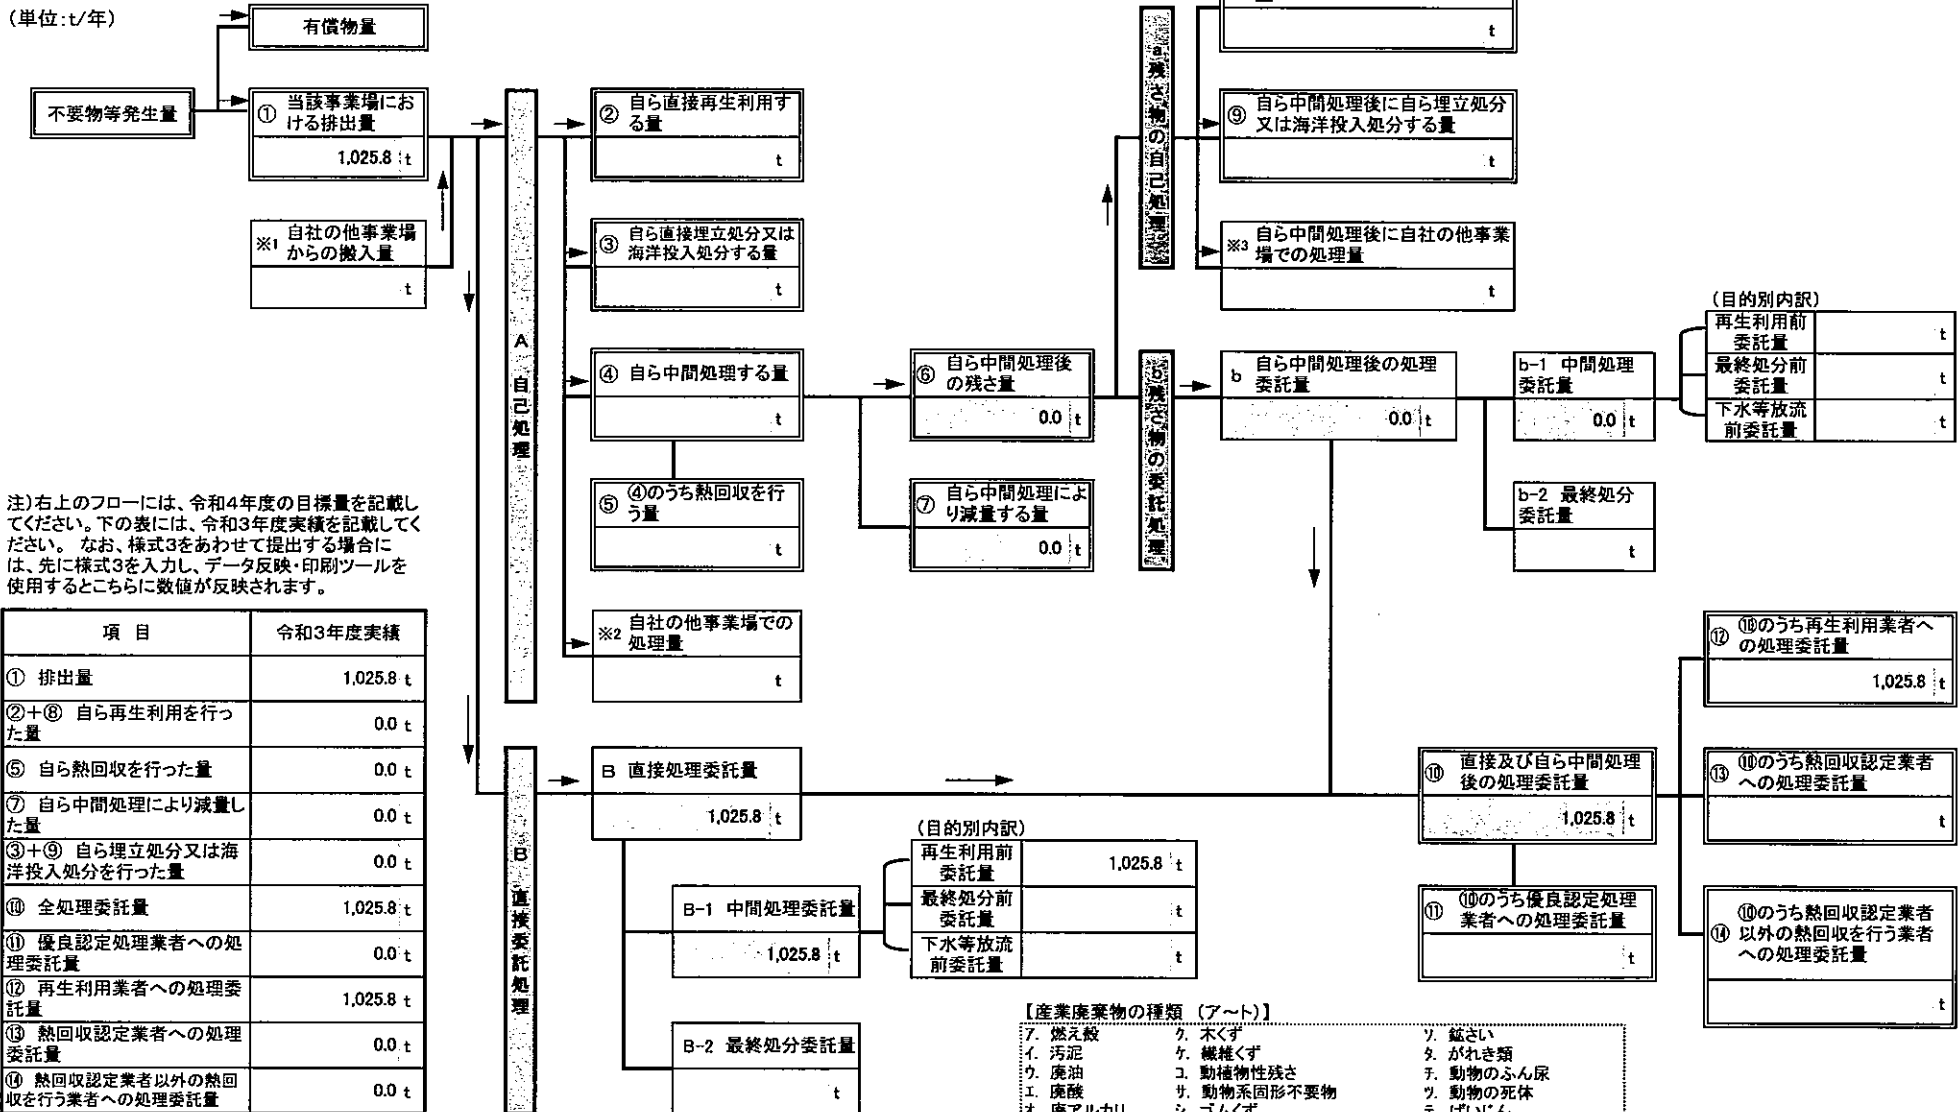 (単位:t/年)
有償物量
不要物等発生量
① 当該事業場にお
ける排出量
1,025.8 t
※1 自社の他事業場
からの搬入量
t
A 自己処理
② 自ら直接再生利用す
る量
t
③ 自ら直接埋立処分又は
海洋投入処分する量
t
④ 自ら中間処理する量
t
⑤ ④のうち熱回収を行
う量
t
※2 自社の他事業場での
処理量
t
⑥ 自ら中間処理後
の残さ量
0.0 t
⑦ 自ら中間処理によ
り減量する量
0.0 t
a 残さ物の自己処理
t
⑨ 自ら中間処理後に自ら埋立処分
又は海洋投入処分する量
t
※3 自ら中間処理後に自社の他事業
場での処理量
t
b 残さ物の委託処理
b 自ら中間処理後の処理
委託量
0.0 t
b-1 中間処理
委託量
0.0 t
(目的別内訳)
再生利用前
委託量
t
最終処分前
委託量
t
下水等放流
前委託量
t
b-2 最終処分
委託量
t
注)右上のフローには、令和4年度の目標量を記載し
てください。下の表には、令和3年度実績を記載してく
ださい。 なお、様式3をあわせて提出する場合に
は、先に様式3を入力し、データ反映・印刷ツールを
使用するとこちらに数値が反映されます。
項 目 令和3年度実績
① 排出量 1,025.8 t
②+⑧ 自ら再生利用を行っ
た量 0.0 t
⑤ 自ら熱回収を行った量 0.0 t
⑦ 自ら中間処理により減量し
た量 0.0 t
③+⑨ 自ら埋立処分又は海
洋投入処分を行った量 0.0 t
⑩ 全処理委託量 1,025.8 t
⑪ 優良認定処理業者への処
理委託量 0.0 t
⑫ 再生利用業者への処理委
託量 1,025.8 t
⑬ 熱回収認定業者への処理
委託量 0.0 t
⑭ 熱回収認定業者以外の熱回
収を行う業者への処理委託量 0.0 t
B 直接委託処理
B 直接処理委託量
1,025.8 t
B-1 中間処理委託量
1,025.8 t
(目的別内訳)
再生利用前
委託量
1,025.8 t
最終処分前
委託量
t
下水等放流
前委託量
t
B-2 最終処分委託量
t
⑩ 直接及び自ら中間処理
後の処理委託量
1,025.8 t
⑪ ⑩のうち優良認定処理
業者への処理委託量
t
⑫ ⑩のうち再生利用業者へ
の処理委託量
1,025.8 t
⑬ ⑩のうち熱回収認定業者
への処理委託量
t
⑭ ⑩のうち熱回収認定業者
以外の熱回収を行う業者
への処理委託量
t
【産業廃棄物の種類 (ア~ト)】
ア. 燃え殻 ク. 木くず ソ. 鉱さい
イ. 汚泥 ケ. 繊維くず タ. がれき類
ウ. 廃油 コ. 動植物性残さ チ. 動物のふん尿
エ. 廃酸 サ. 動物系固形不要物 ツ. 動物の死体
オ. 廃アルカリ シ. ゴムくず テ. ばいじん